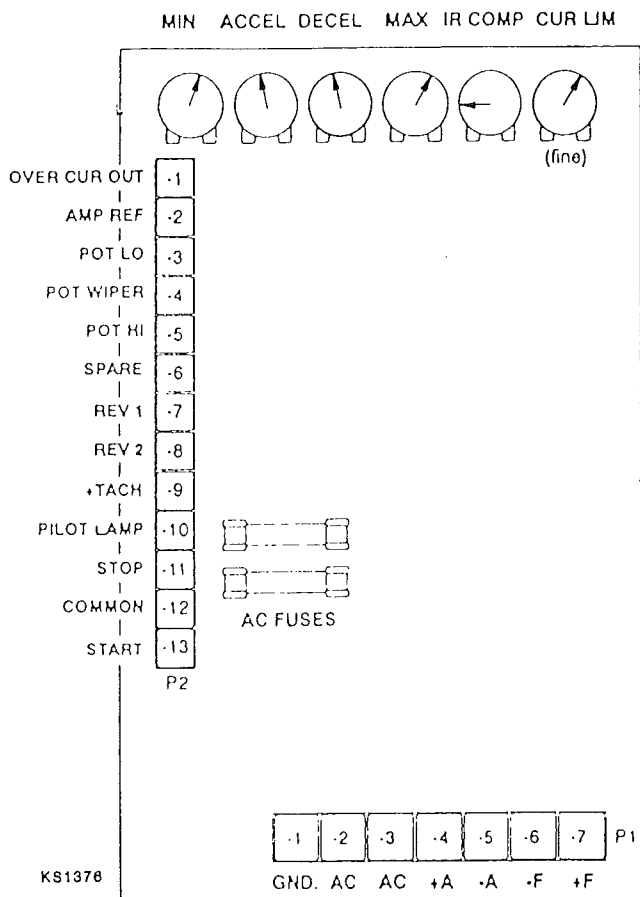 MIN ACCEL DECEL MAX IR COMP CUR LIM
(fine)
OVER CUR OUT -1
AMP REF -2
POT LO -3
POT WIPER -4
POT HI -5
SPARE -6
REV 1 -7
REV 2 -8
+TACH -9
PILOT LAMP -10
STOP -11
COMMON -12
START -13
P2
AC FUSES
-1 -2 -3 -4 -5 -6 -7 P1
GND. AC AC +A -A -F +F
KS1376